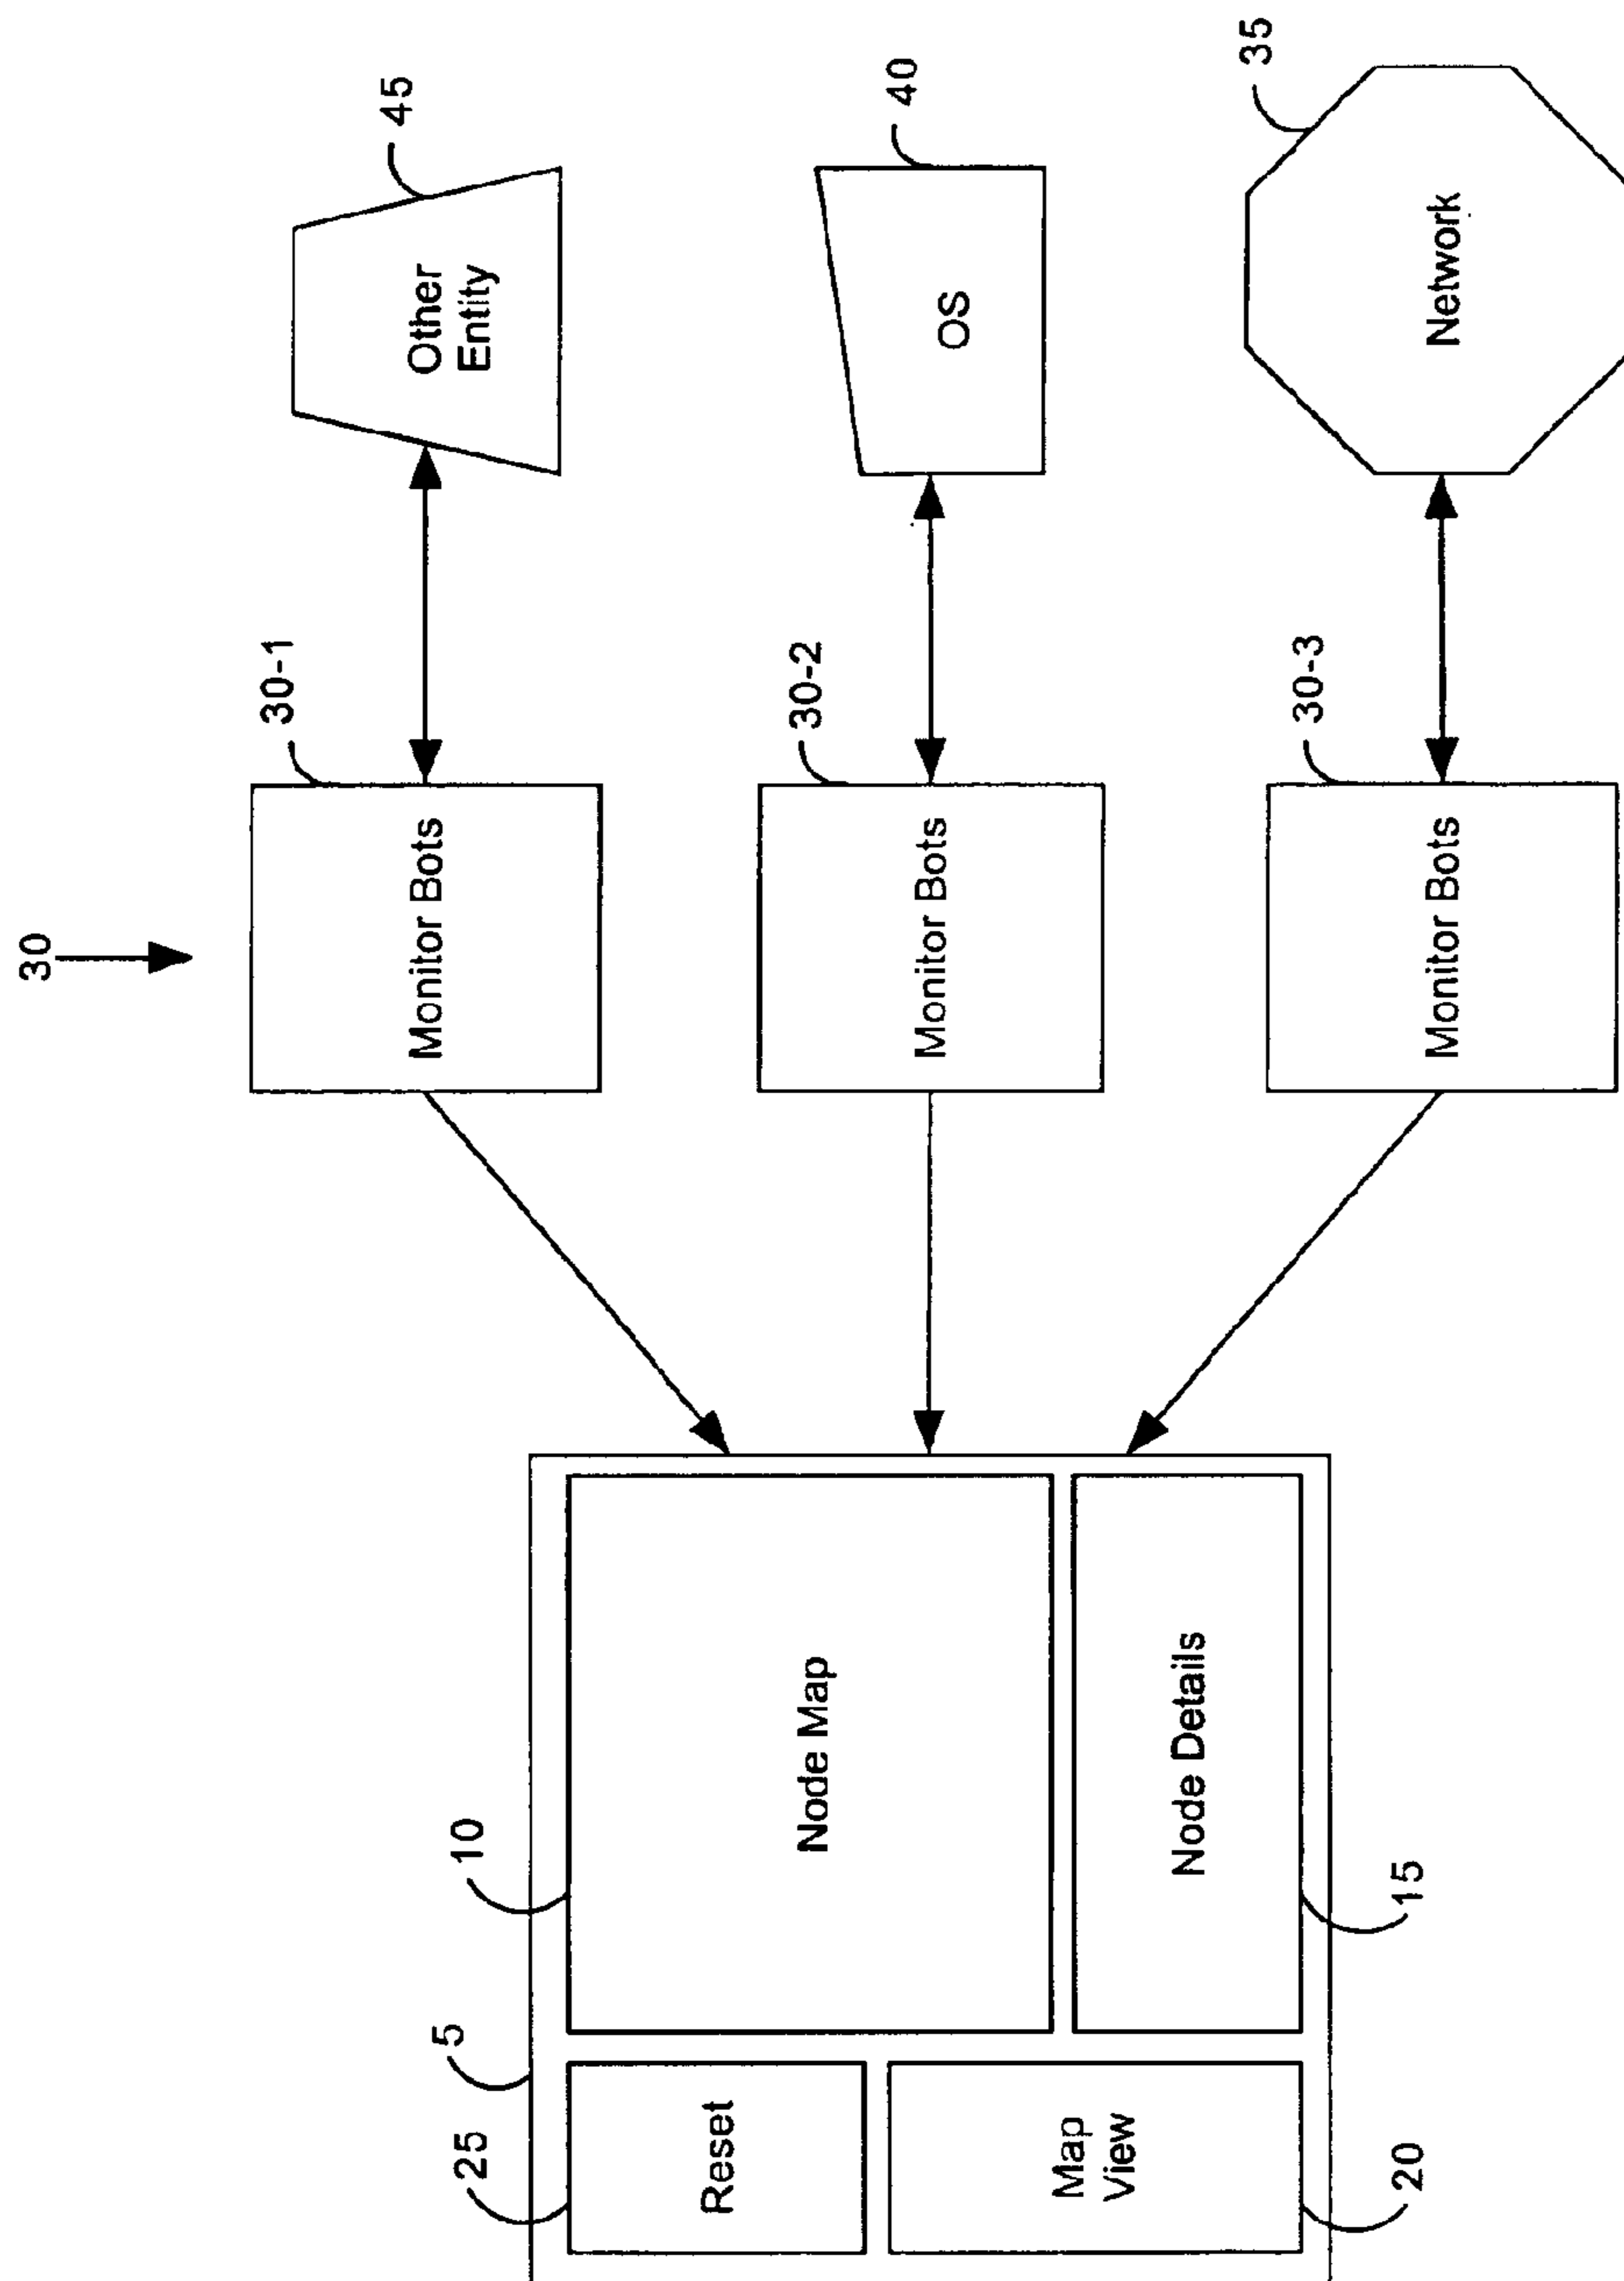 30
30-1
45
Monitor Bots
Other
Entity
25
5
10
Reset
Node Map
30-2
40
Monitor Bots
OS
Map
View
Node Details
30-3
35
20
15
Monitor Bots
Network